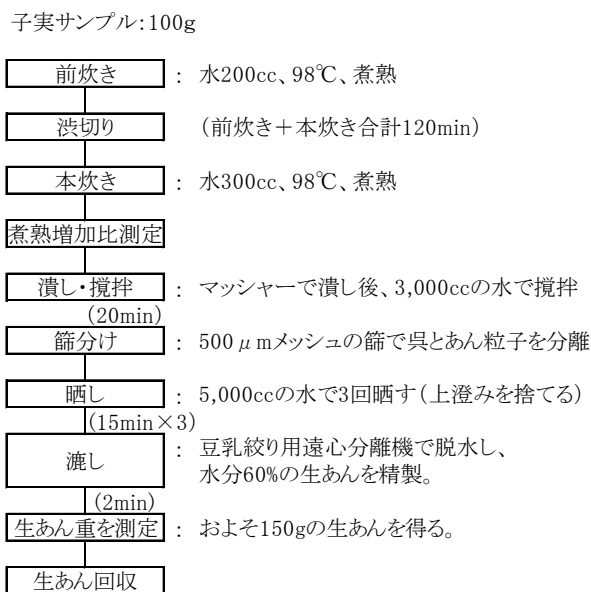 子実サンプル:100g
前炊き : 水200cc、98℃、煮熟
渋切り (前炊き+本炊き合計120min)
本炊き : 水300cc、98℃、煮熟
煮熟増加比測定
潰し・撹拌 : マッシャーで潰し後、3,000ccの水で撹拌
(20min)
篩分け : 500μmメッシュの篩で呉とあん粒子を分離
晒し : 5,000ccの水で3回晒す(上澄みを捨てる)
(15min×3)
漉し : 豆乳絞り用遠心分離機で脱水し、
水分60%の生あんを精製。
(2min)
生あん重を測定 : およそ150gの生あんを得る。
生あん回収